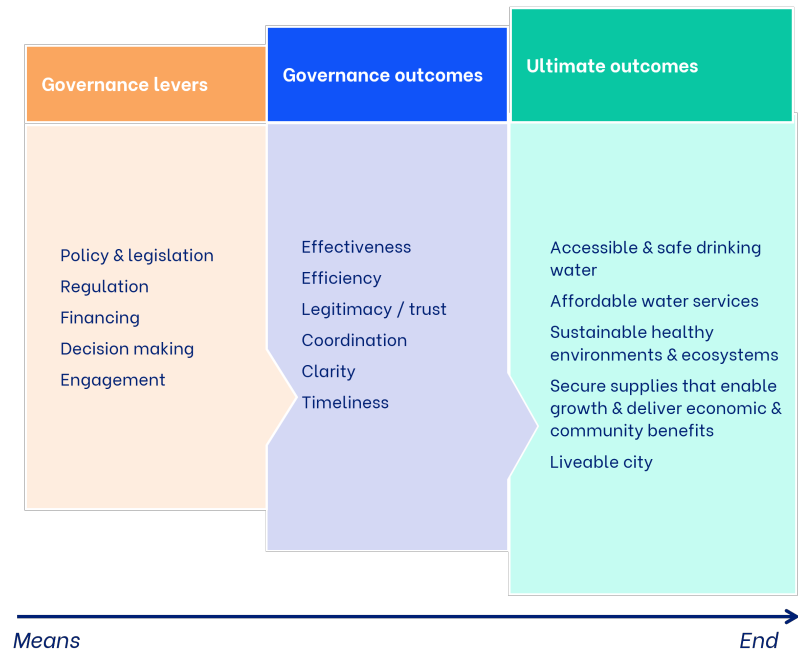 Governance levers
Governance outcomes
Ultimate outcomes
Policy & legislation
Regulation
Financing
Decision making
Engagement
Effectiveness
Efficiency
Legitimacy / trust
Coordination
Clarity
Timeliness
Accessible & safe drinking
water
Affordable water services
Sustainable healthy
environments & ecosystems
Secure supplies that enable
growth & deliver economic &
community benefits
Liveable city
Means
End